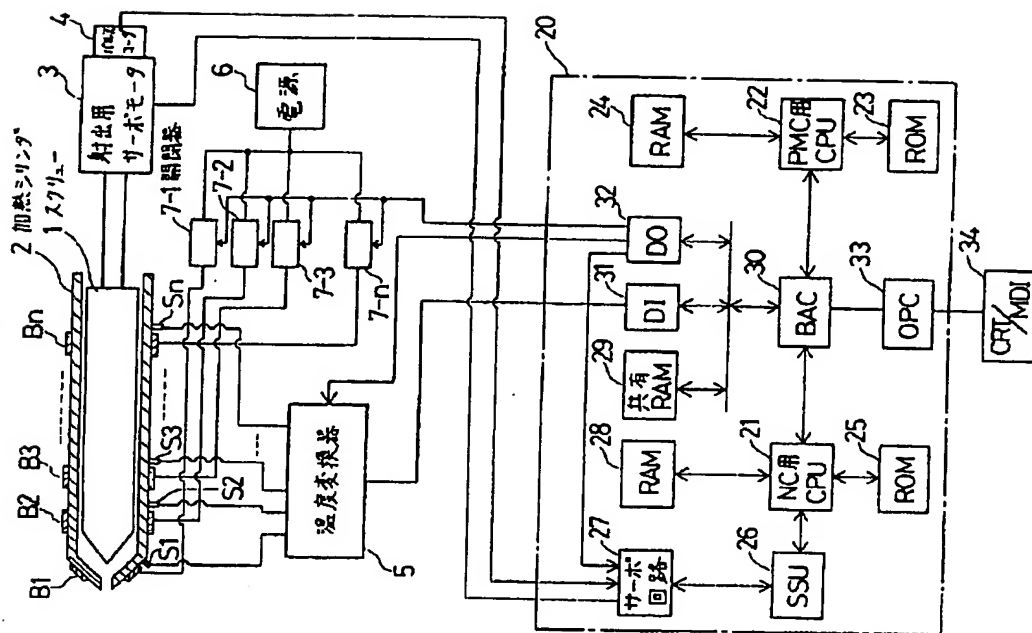 2 加熱シリンダ
1 スクリュー
3
射出用
サーボモータ
4
パルス
コーダ
Bn
B3
B2
B1
Sn
S3
S2
S1
7-1 開閉器
7-2
7-3
7-n
6
電源
温度変換器
5
20
24
RAM
22
PMC用
CPU
23
ROM
32
DO
31
DI
30
BAC
33
OPC
34
CRT/MDI
29
共有
RAM
28
RAM
21
NC用
CPU
25
ROM
27
サーボ
回路
26
SSU